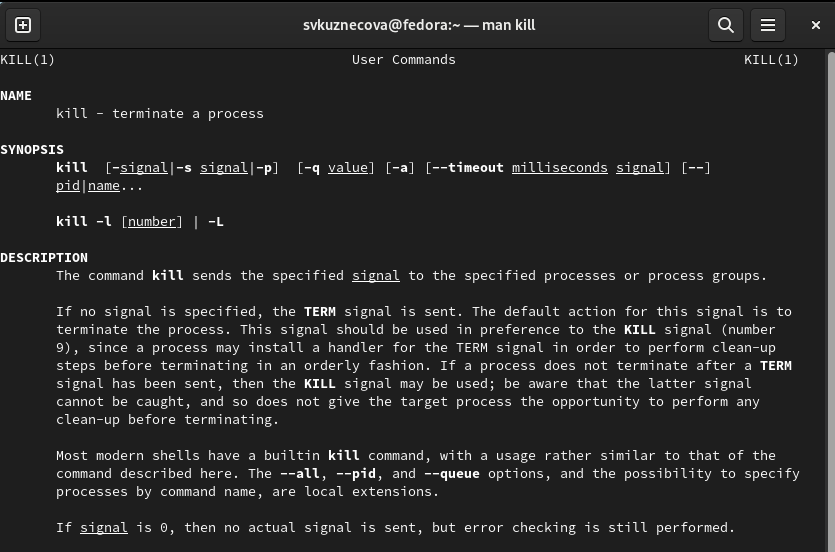 svkuznecova@fedora:~ — man kill
KILL(1) User Commands KILL(1)
NAME
kill - terminate a process
SYNOPSIS
kill [-signal|-s signal|-p] [-q value] [-a] [--timeout milliseconds signal] [--]
pid|name...
kill -l [number] | -L
DESCRIPTION
The command kill sends the specified signal to the specified processes or process groups.
If no signal is specified, the TERM signal is sent. The default action for this signal is to
terminate the process. This signal should be used in preference to the KILL signal (number
9), since a process may install a handler for the TERM signal in order to perform clean-up
steps before terminating in an orderly fashion. If a process does not terminate after a TERM
signal has been sent, then the KILL signal may be used; be aware that the latter signal
cannot be caught, and so does not give the target process the opportunity to perform any
clean-up before terminating.
Most modern shells have a builtin kill command, with a usage rather similar to that of the
command described here. The --all, --pid, and --queue options, and the possibility to specify
processes by command name, are local extensions.
If signal is 0, then no actual signal is sent, but error checking is still performed.